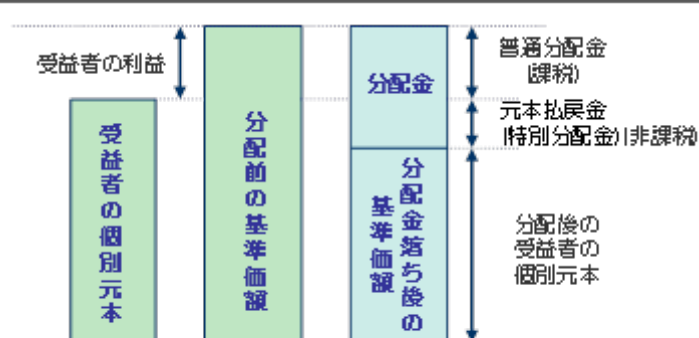 受益者の利益
受益者の個別元本
分配前の基準価額
分配金
分配金落ち後の
基準価額
普通分配金
(課税)
元本払戻金
(特別分配金)(非課税)
分配後の
受益者の
個別元本